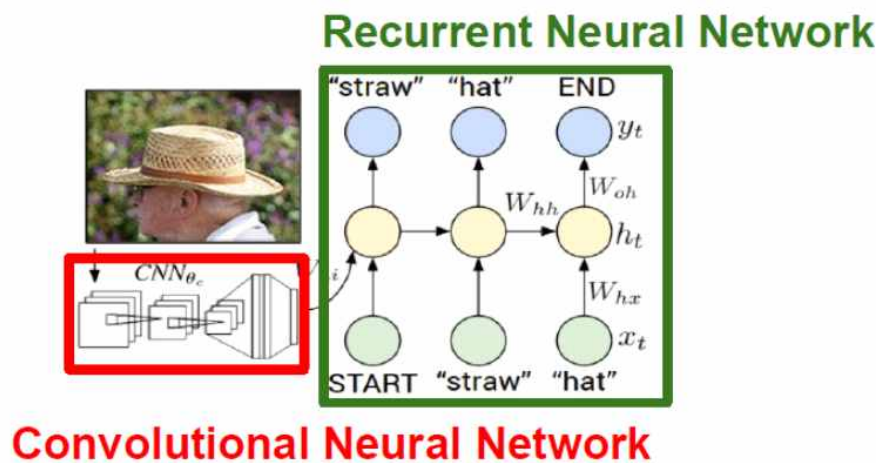 Recurrent Neural Network
"straw" "hat" END
y_t
W_hh W_oh
CNN_θc h_t
W_hx
x_t
START "straw" "hat"
Convolutional Neural Network